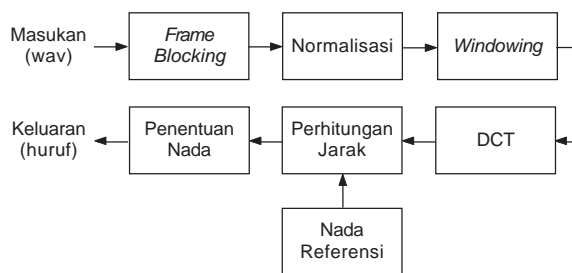 Masukan
(wav)
Frame
Blocking
Normalisasi
Windowing
Keluaran
(huruf)
Penentuan
Nada
Perhitungan
Jarak
DCT
Nada
Referensi